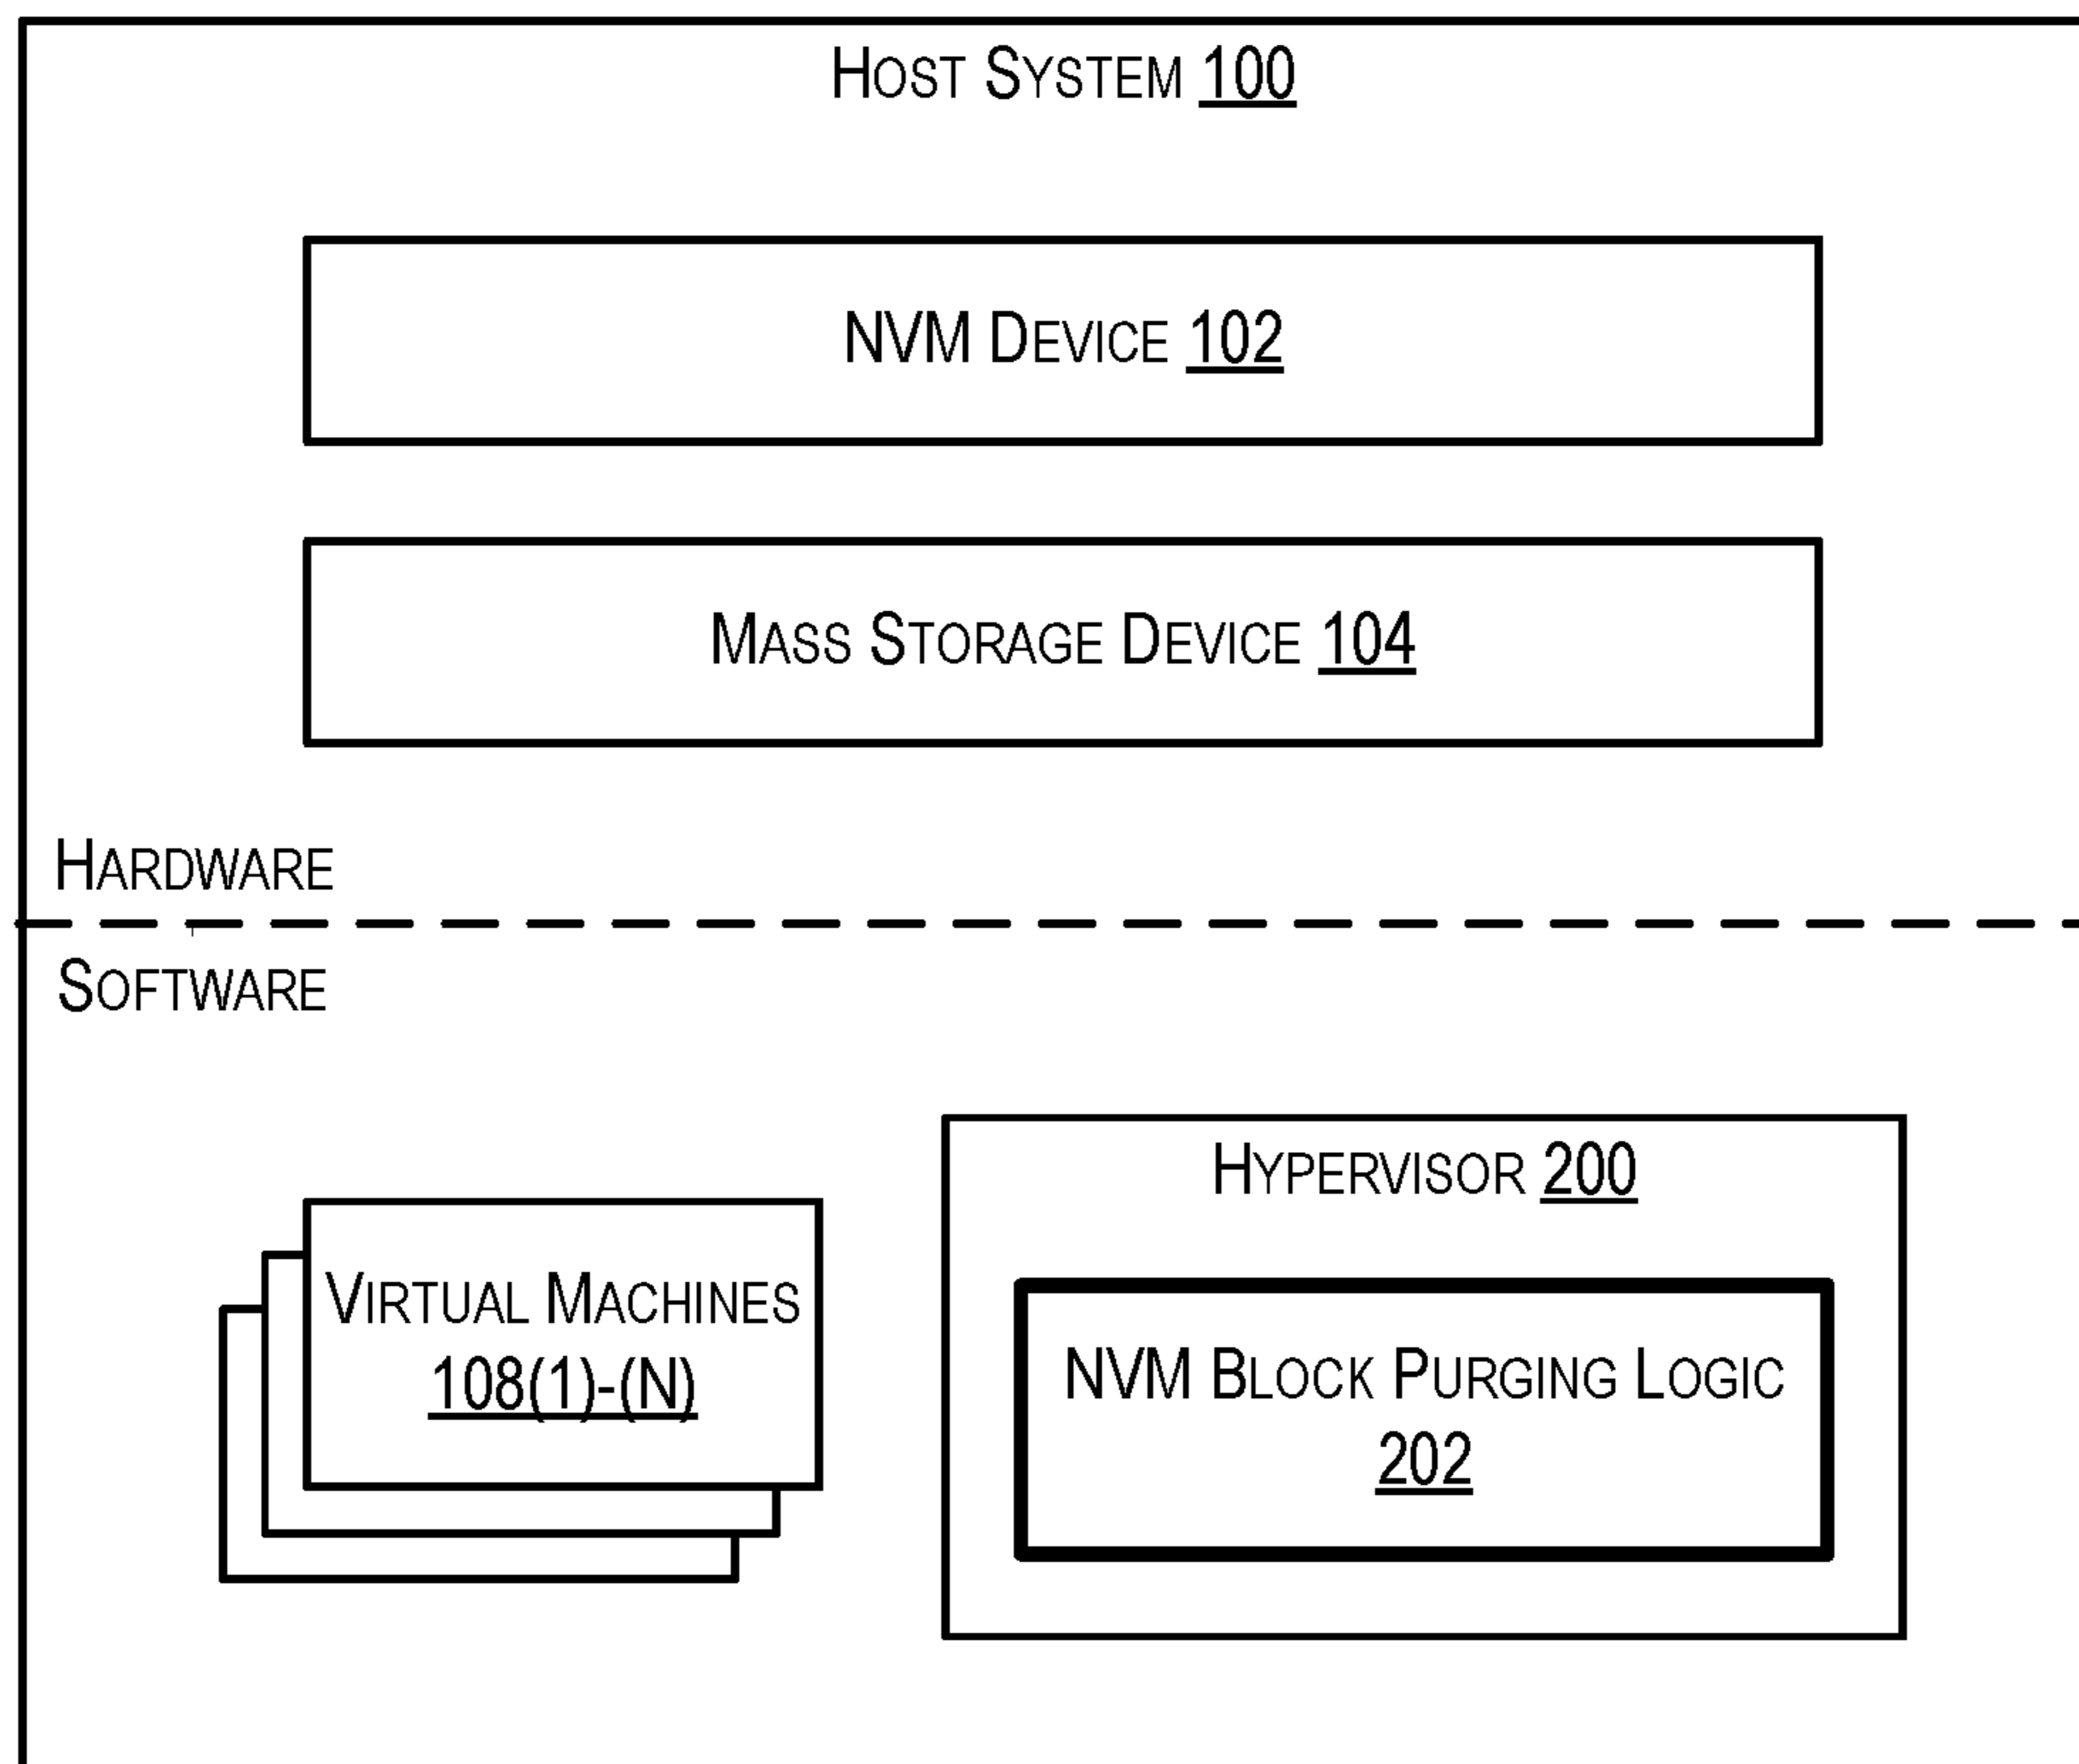 HOST SYSTEM 100
NVM DEVICE 102
MASS STORAGE DEVICE 104
HARDWARE
SOFTWARE
HYPERVISOR 200
VIRTUAL MACHINES
108(1)-(N)
NVM BLOCK PURGING LOGIC
202